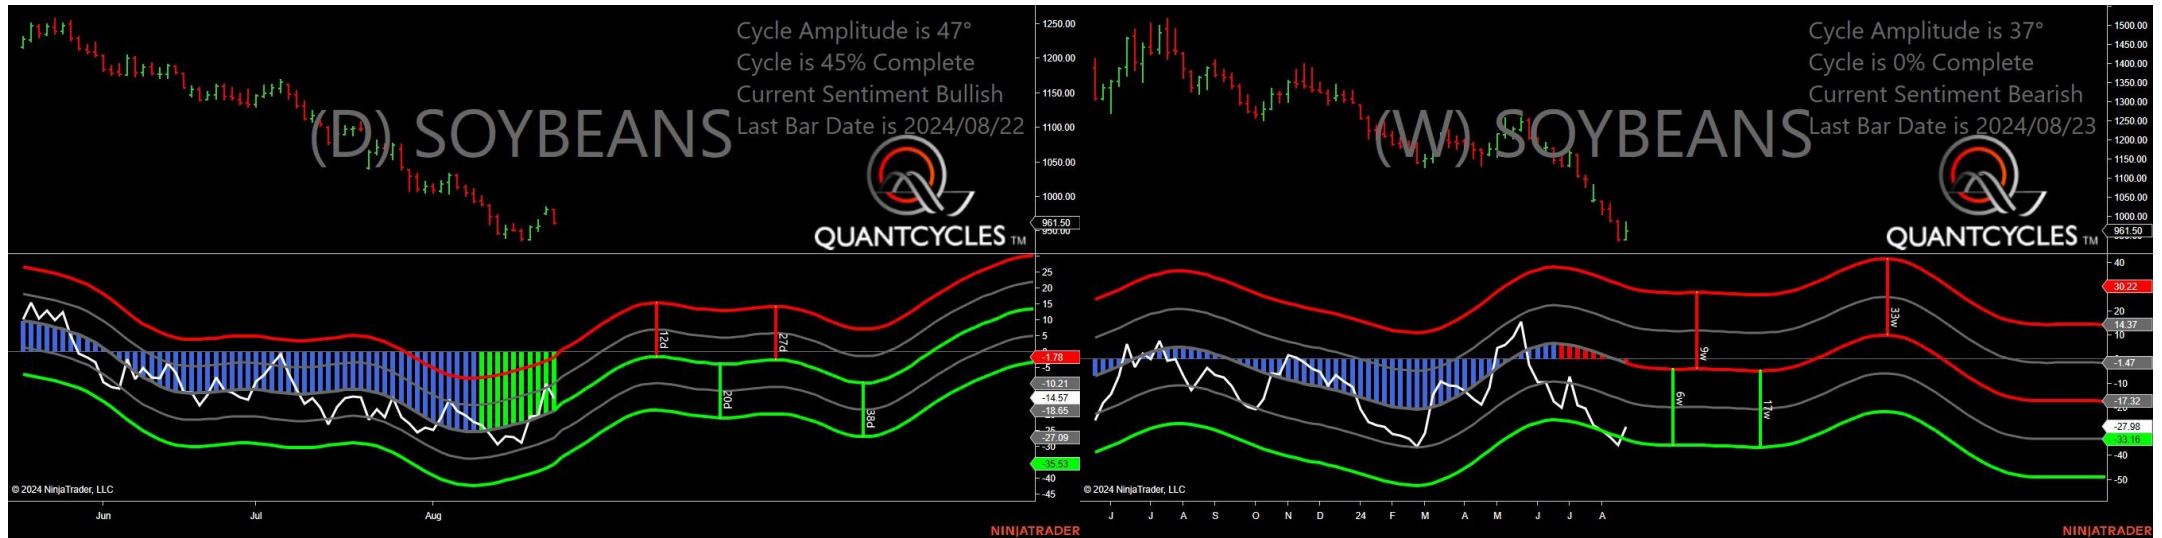 Cycle Amplitude is 47°
Cycle is 45% Complete
Current Sentiment Bullish
Last Bar Date is 2024/08/22
(D) SOYBEANS
QUANTCYCLES TM
1250.00
1200.00
1150.00
1100.00
1050.00
1000.00
961.50
950.00
25
20
15
10
5
-1.78
-5
-10.21
-14.57
-18.65
-25
-27.09
-30
-35.53
-40
-45
12d
27d
20d
38d
© 2024 NinjaTrader, LLC
Jun
Jul
Aug
NINJATRADER
Cycle Amplitude is 37°
Cycle is 0% Complete
Current Sentiment Bearish
Last Bar Date is 2024/08/23
(W) SOYBEANS
QUANTCYCLES TM
1500.00
1450.00
1400.00
1350.00
1300.00
1250.00
1200.00
1150.00
1100.00
1050.00
1000.00
961.50
40
30.22
20
14.37
10
-1.47
-10
-17.32
-20
-27.98
-33.16
-40
-50
9w
33w
6w
17w
© 2024 NinjaTrader, LLC
J J A S O N D 24 F M A M J J A
NINJATRADER